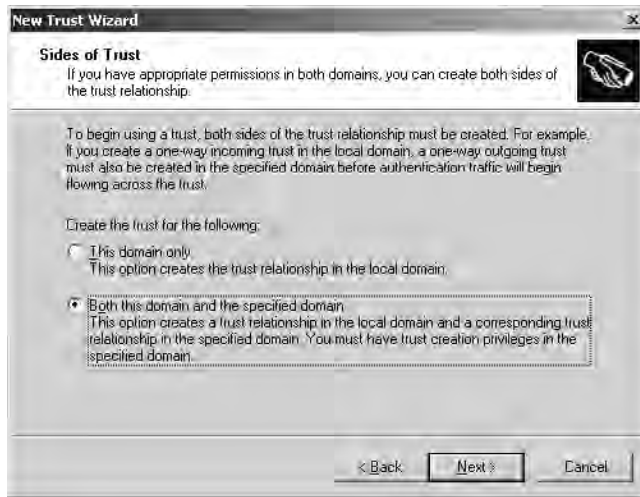 New Trust Wizard
Sides of Trust
If you have appropriate permissions in both domains, you can create both sides of
the trust relationship.
To begin using a trust, both sides of the trust relationship must be created. For example,
if you create a one-way incoming trust in the local domain, a one-way outgoing trust
must also be created in the specified domain before authentication traffic will begin
flowing across the trust.
Create the trust for the following:
This domain only
This option creates the trust relationship in the local domain.
Both this domain and the specified domain
This option creates a trust relationship in the local domain and a corresponding trust
relationship in the specified domain. You must have trust creation privileges in the
specified domain.
< Back
Next >
Cancel